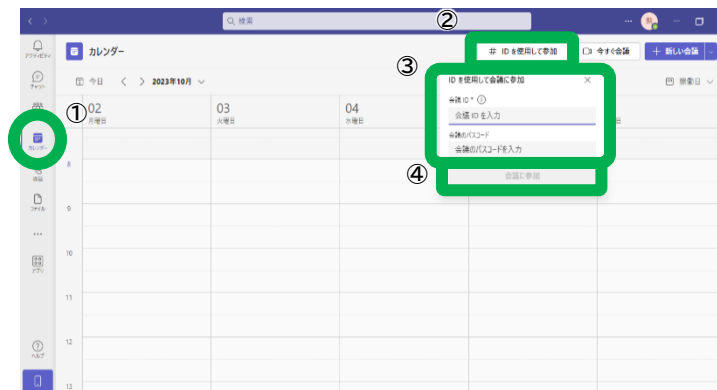 検索
②
アクティビティ
カレンダー
# ID を使用して参加
今すぐ会議
+ 新しい会議
チャット
今日
2023年10月
③
ID を使用して会議に参加
稼働日
①
02
月曜日
03
火曜日
04
水曜日
会議 ID *
会議 ID を入力
カレンダー
会議のパスコード
会議のパスコードを入力
④
会議に参加
8
通話
ファイル
9
アプリ
10
11
12
ヘルプ
13